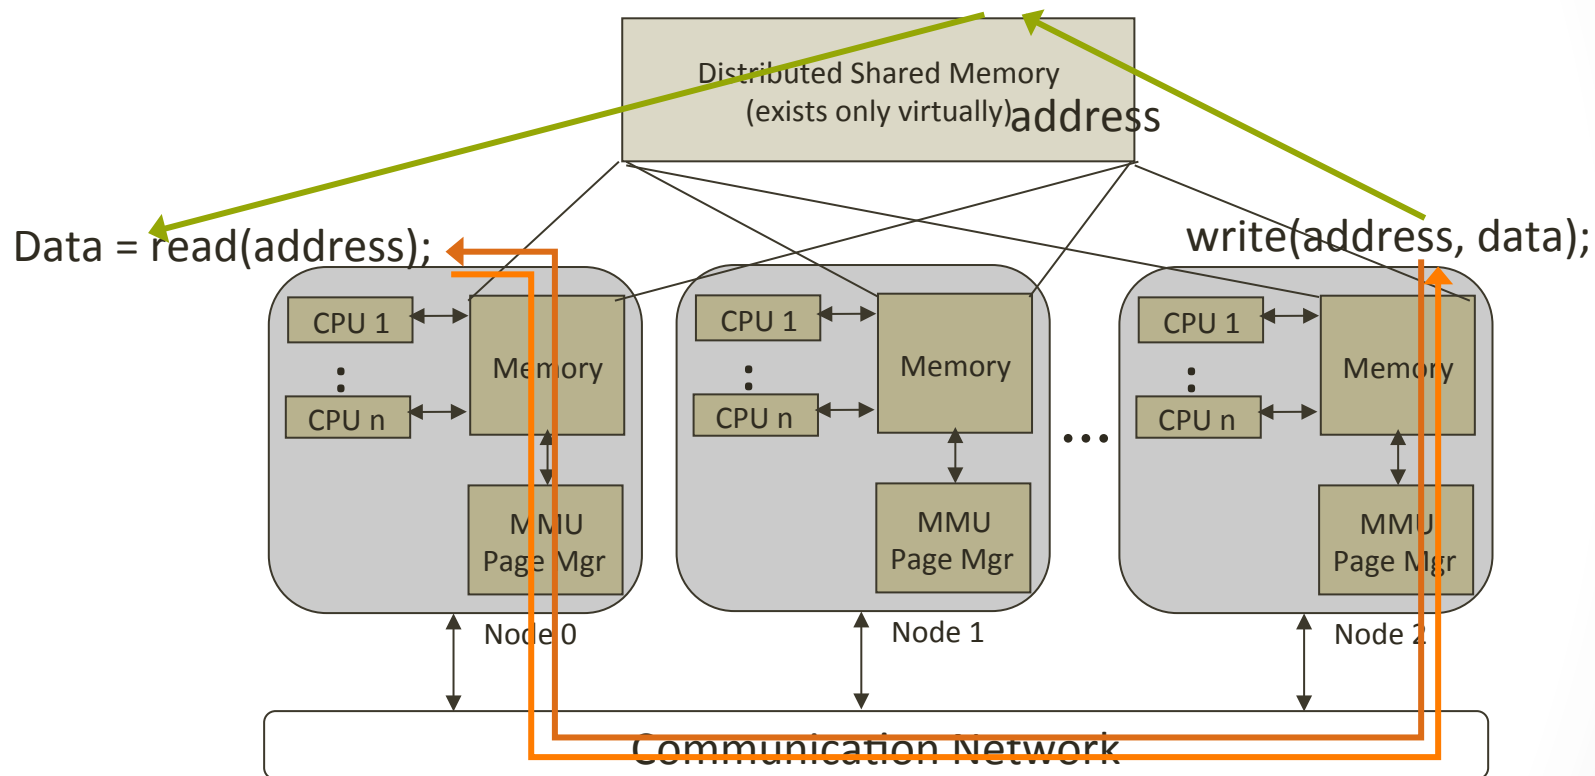 Distributed Shared Memory
(exists only virtually)
address
Data = read(address);
write(address, data);
CPU 1
:
CPU n
Memory
MMU
Page Mgr
Node 0
CPU 1
:
CPU n
Memory
MMU
Page Mgr
Node 1
...
CPU 1
:
CPU n
Memory
MMU
Page Mgr
Node 2
Communication Network